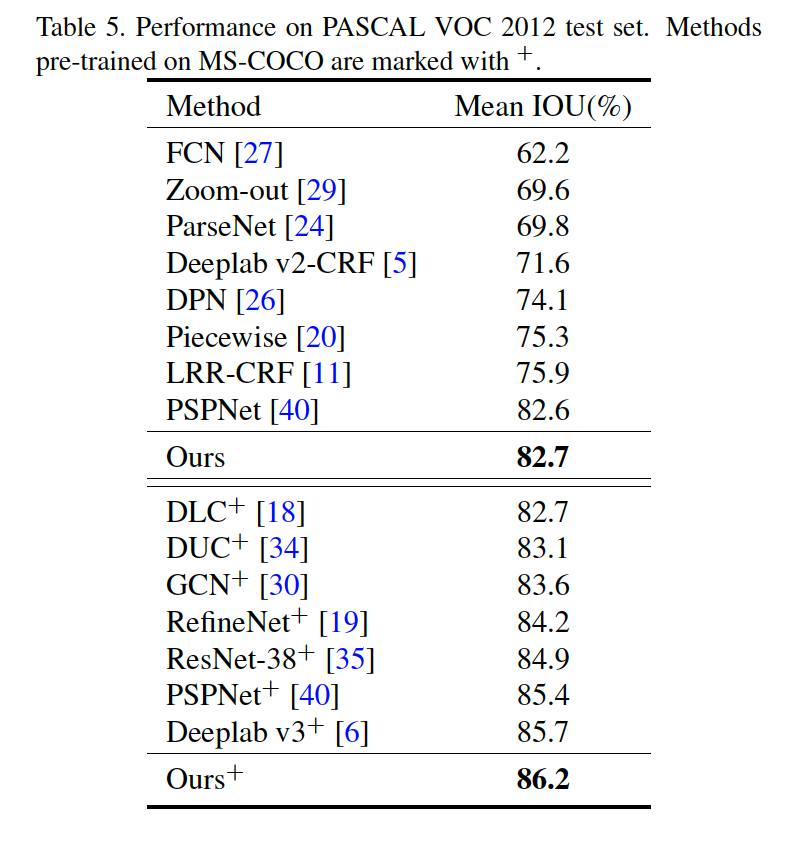 Table 5. Performance on PASCAL VOC 2012 test set. Methods
pre-trained on MS-COCO are marked with +.
Method Mean IOU(%)
FCN [27] 62.2
Zoom-out [29] 69.6
ParseNet [24] 69.8
Deeplab v2-CRF [5] 71.6
DPN [26] 74.1
Piecewise [20] 75.3
LRR-CRF [11] 75.9
PSPNet [40] 82.6
Ours 82.7
DLC+ [18] 82.7
DUC+ [34] 83.1
GCN+ [30] 83.6
RefineNet+ [19] 84.2
ResNet-38+ [35] 84.9
PSPNet+ [40] 85.4
Deeplab v3+ [6] 85.7
Ours+ 86.2